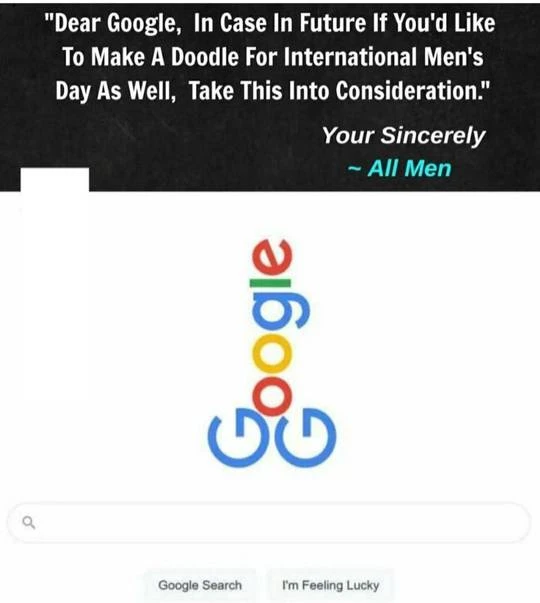 "Dear Google, In Case In Future If You'd Like
To Make A Doodle For International Men's
Day As Well, Take This Into Consideration."
Your Sincerely
~ All Men
GGoogle
Google Search
I'm Feeling Lucky